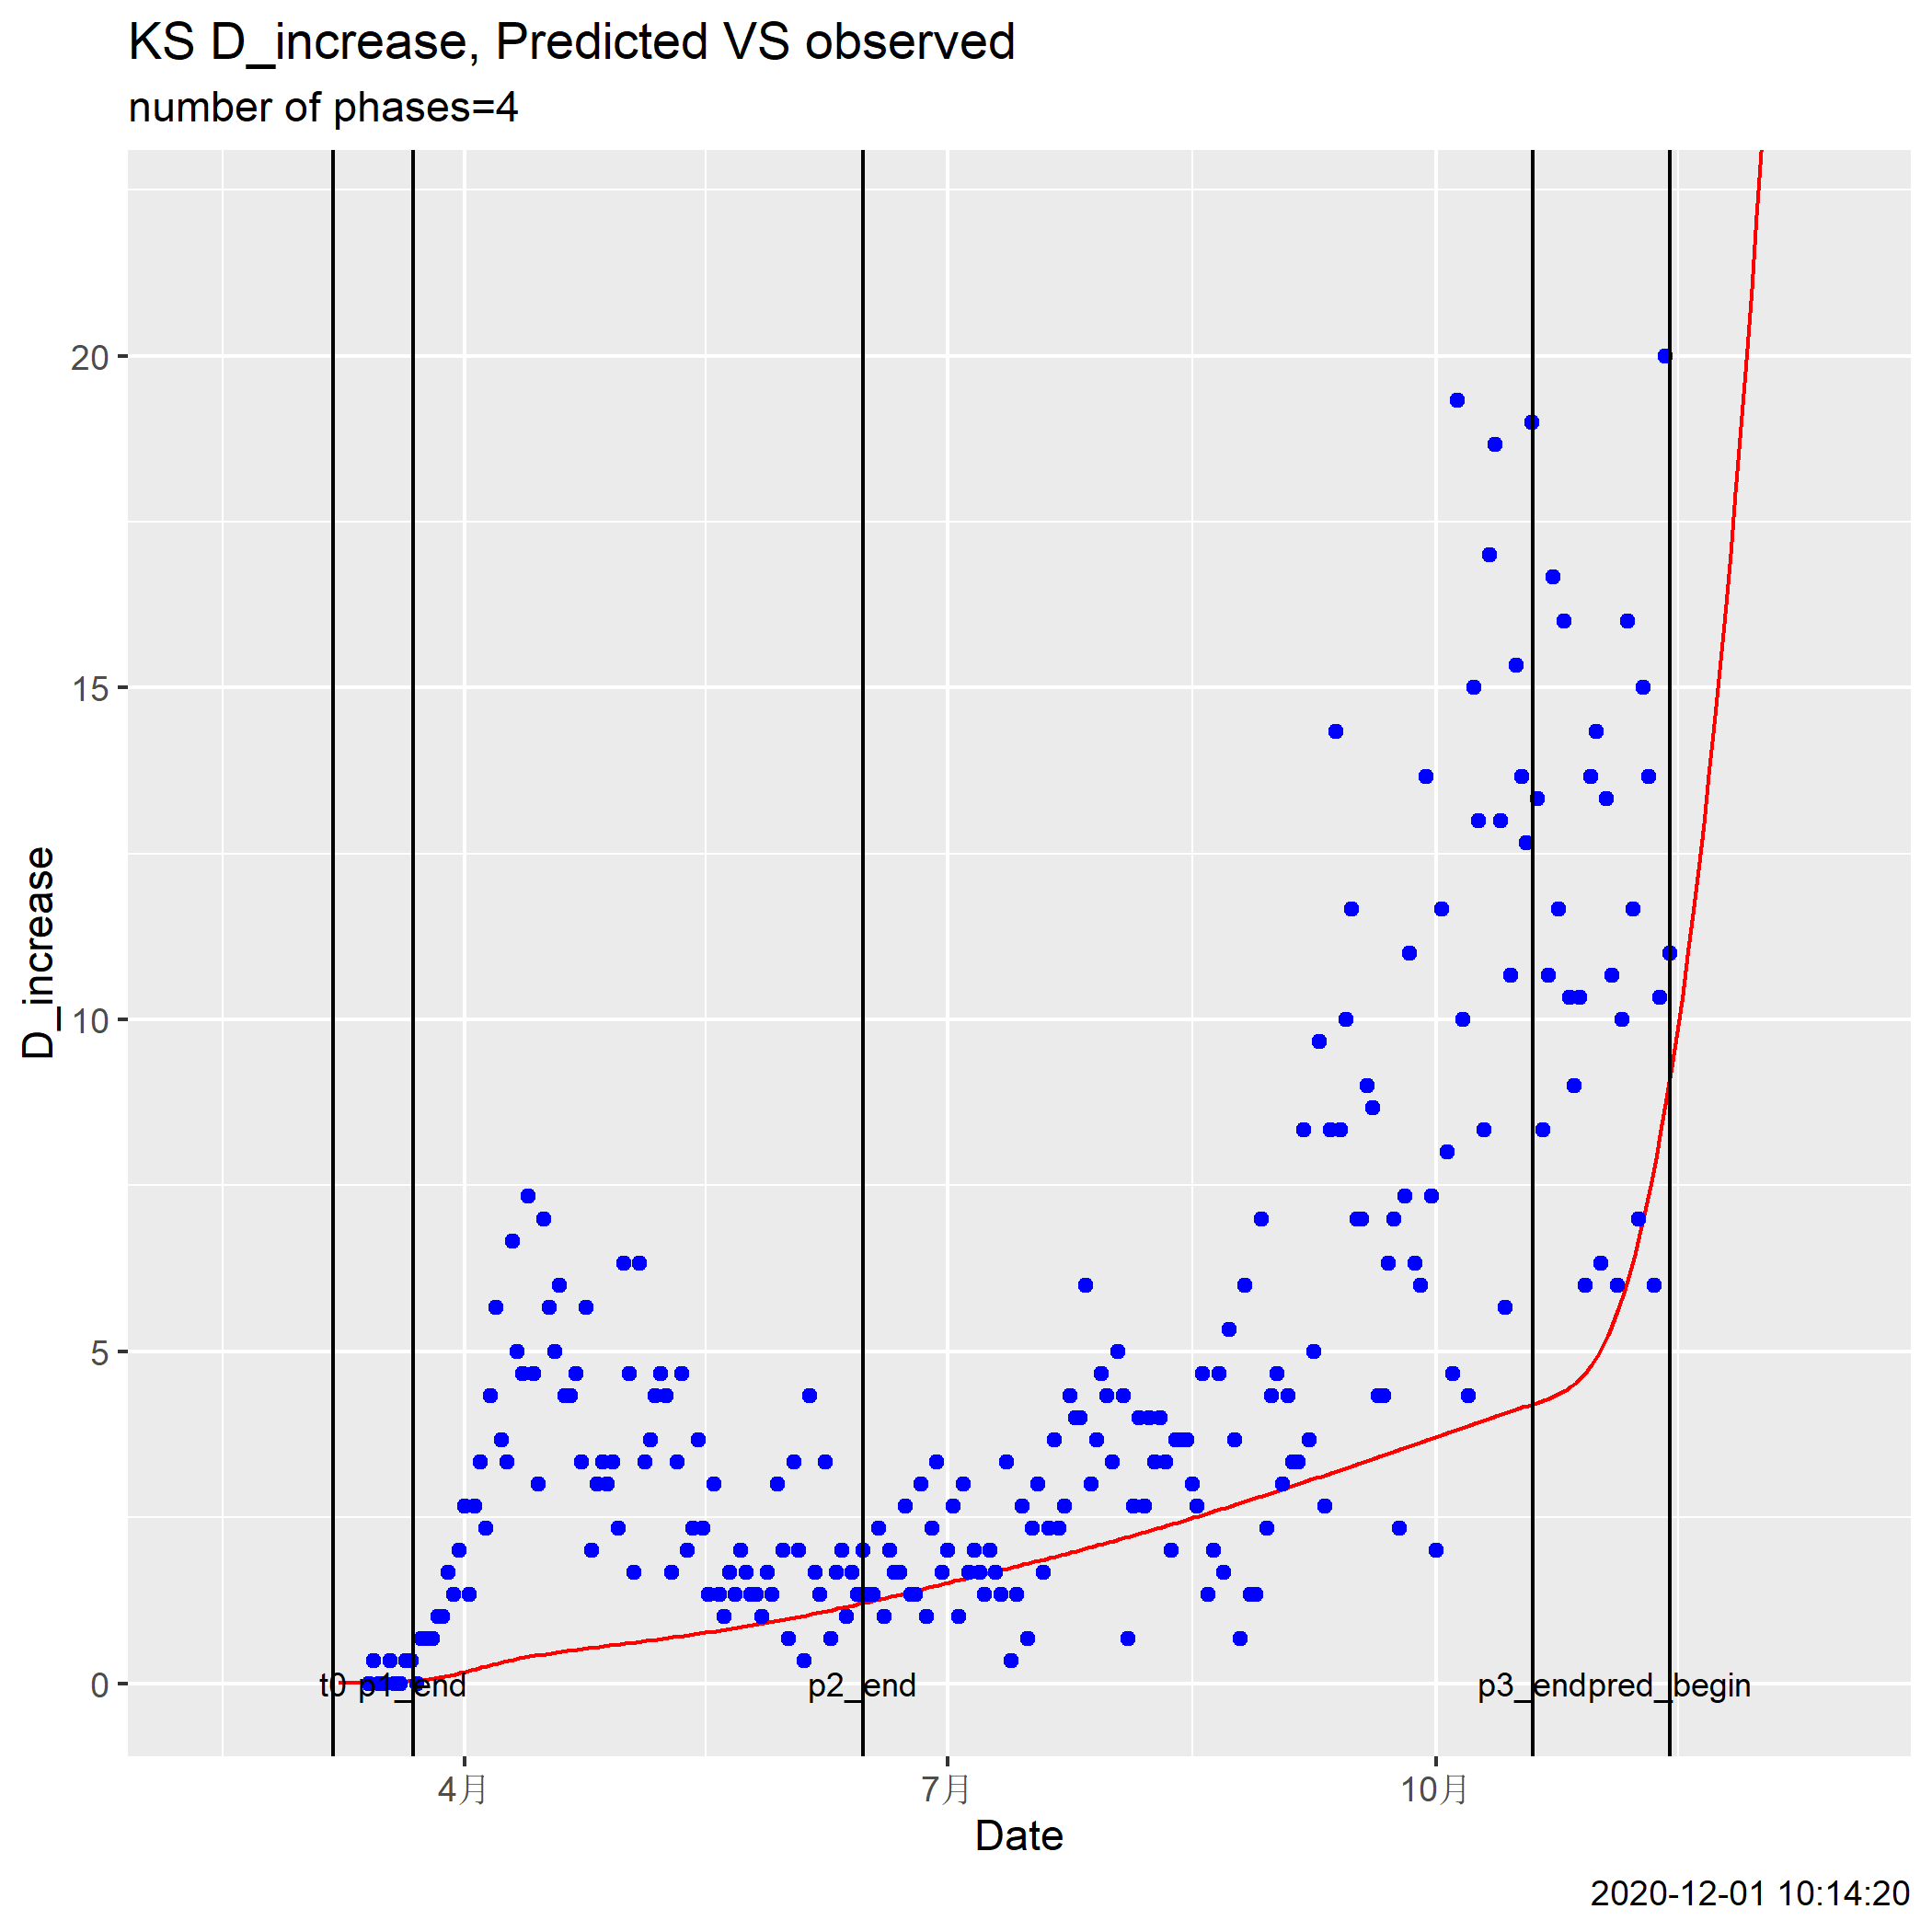 KS D_increase, Predicted VS observed
number of phases=4
D_increase
20
15
10
5
0
t0 p1_end p2_end p3_end pred_begin
4月 7月 10月
Date
2020-12-01 10:14:20